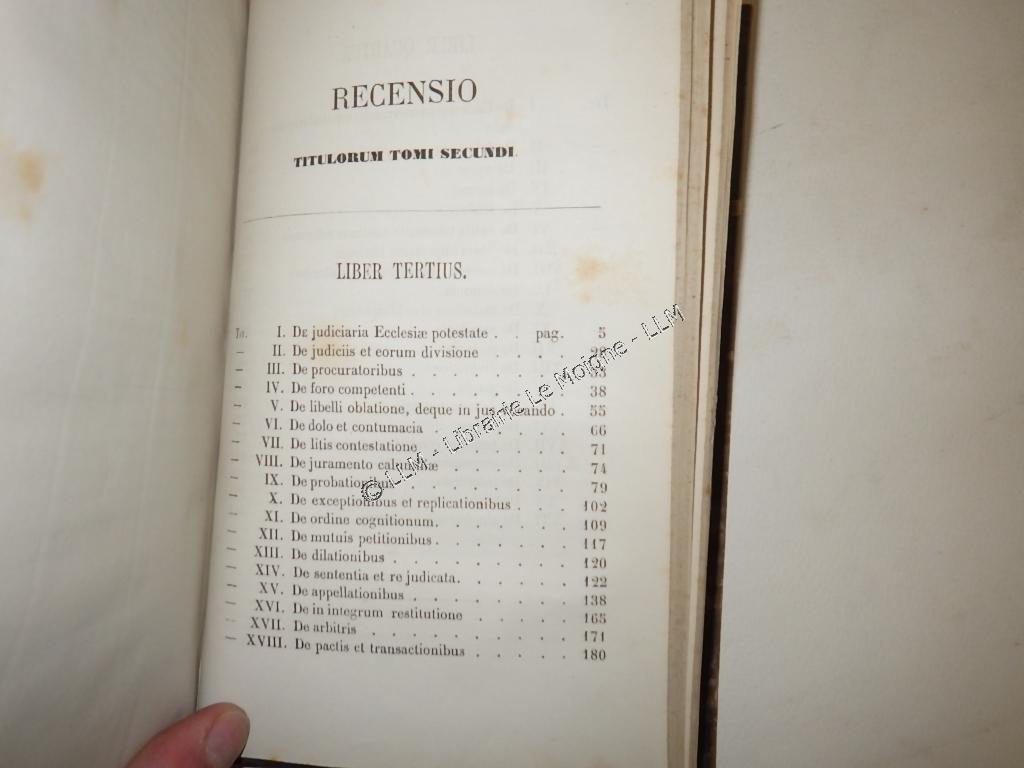 RECENSIO
TITULORUM TOMI SECUNDI.
LIBER TERTIUS.
Tit. I. De judiciaria Ecclesiæ potestate . . pag. 5
— II. De judiciis et eorum divisione . . . .
— III. De procuratoribus . . . . . . .
— IV. De foro competenti . . . . . . . 38
— V. De libelli oblatione, deque in jus . 55
— VI. De dolo et contumacia . . . . . 66
— VII. De litis contestatione . . . . . 71
— VIII. De juramento calumniæ . . . . . 74
— IX. De probationibus . . . . . . 79
— X. De exceptionibus et replicationibus . . . 102
— XI. De ordine cognitionum. . . . . . . 109
— XII. De mutuis petitionibus . . . . . . 117
— XIII. De dilationibus . . . . . . . . 120
— XIV. De sententia et re judicata. . . . . . 122
— XV. De appellationibus . . . . . . . 138
— XVI. De in integrum restitutione . . . . . 165
— XVII. De arbitris . . . . . . . . . 171
— XVIII. De pactis et transactionibus . . . . . 180
© LLM - Librairie Le Moigne - LLM